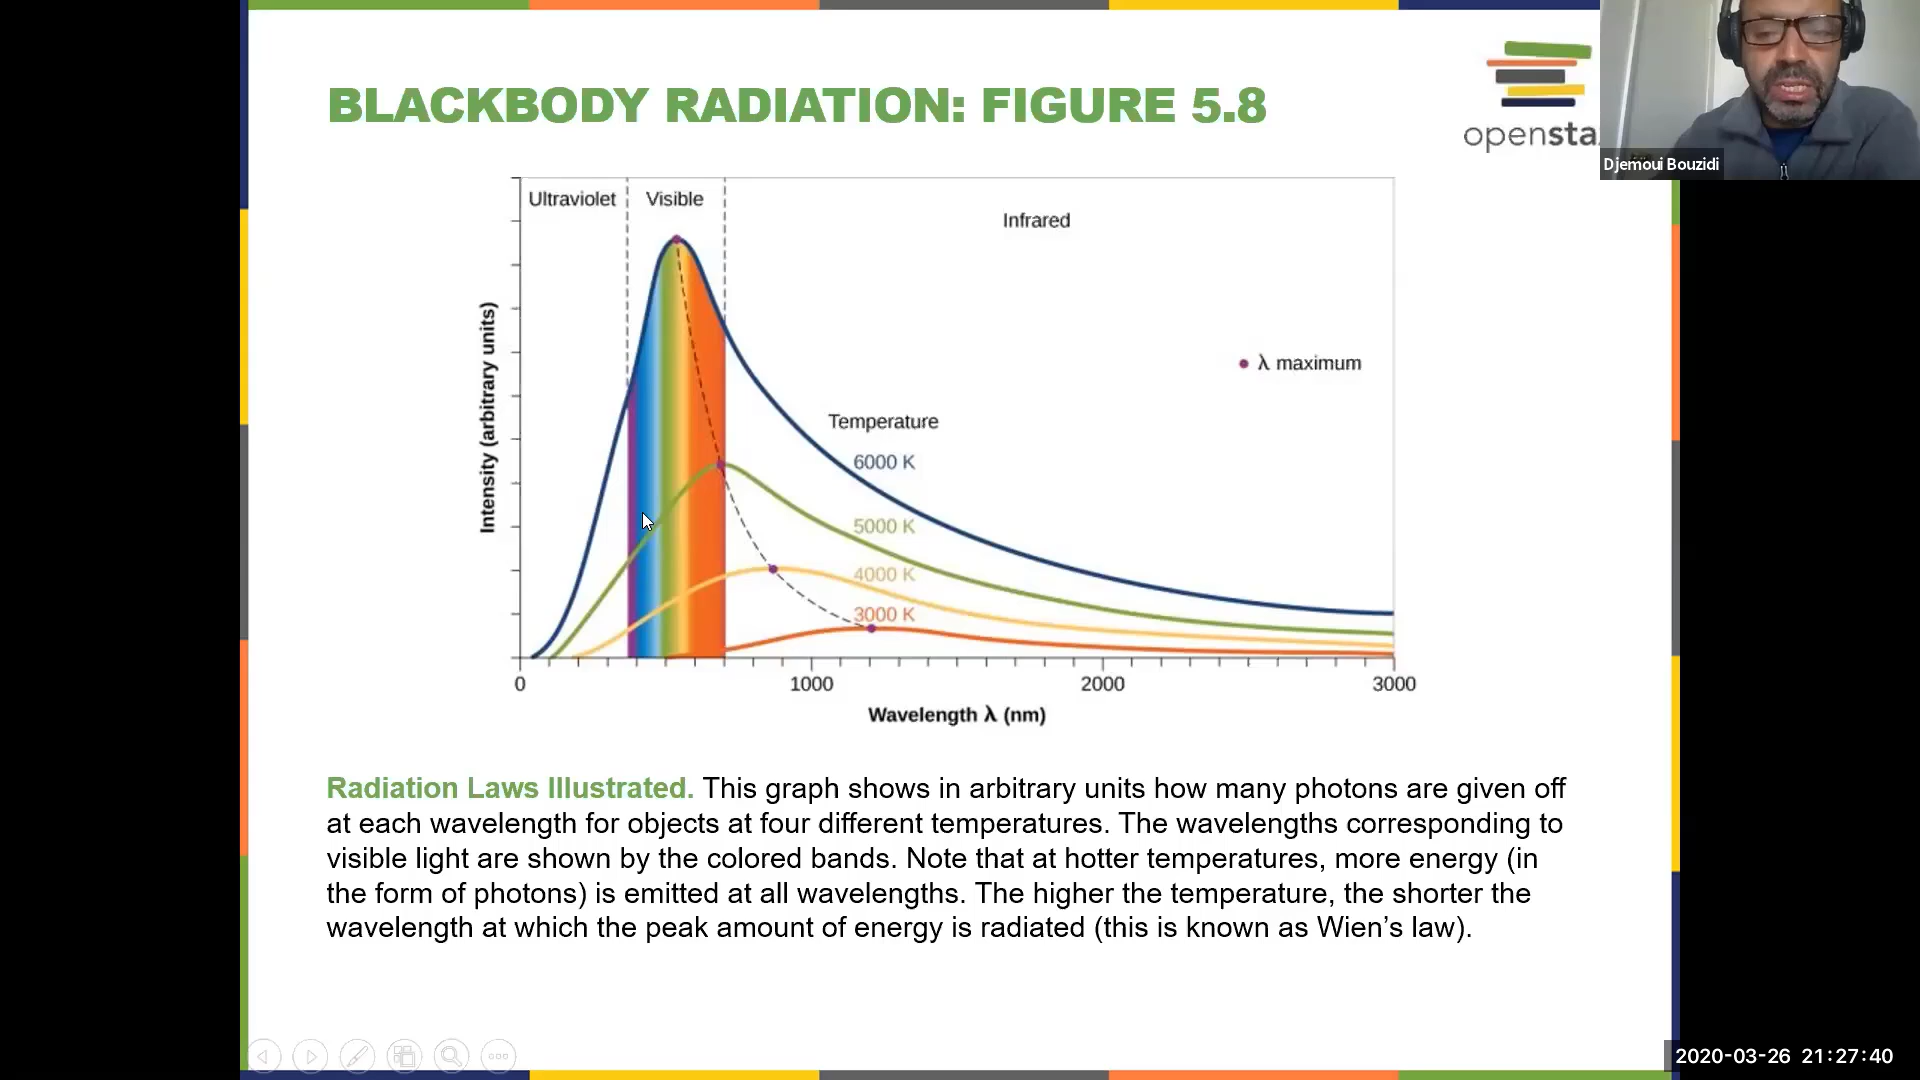 BLACKBODY RADIATION: FIGURE 5.8
opensta
Djemoui Bouzidi
Ultraviolet
Visible
Infrared
λ maximum
Temperature
6000 K
5000 K
4000 K
3000 K
Intensity (arbitrary units)
0
1000
2000
3000
Wavelength λ (nm)
Radiation Laws Illustrated. This graph shows in arbitrary units how many photons are given off
at each wavelength for objects at four different temperatures. The wavelengths corresponding to
visible light are shown by the colored bands. Note that at hotter temperatures, more energy (in
the form of photons) is emitted at all wavelengths. The higher the temperature, the shorter the
wavelength at which the peak amount of energy is radiated (this is known as Wien’s law).
2020-03-26 21:27:40